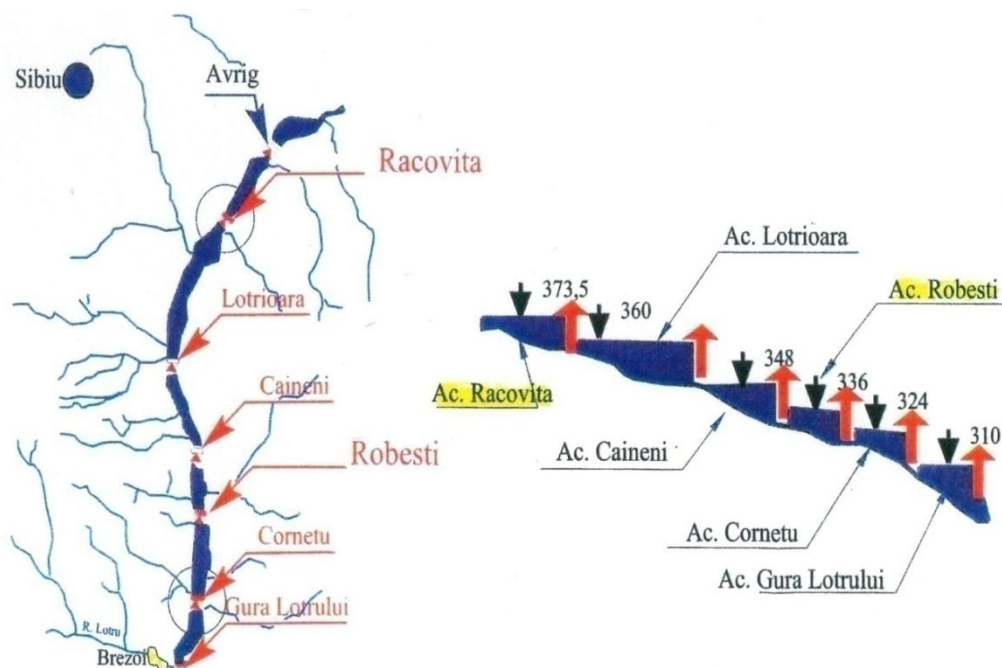 Sibiu
Avrig
Racovita
Lotrioara
Caineni
Robesti
Cornetu
Gura Lotrului
R. Lotru
Brezoi
Ac. Lotrioara
373,5
360
Ac. Robesti
Ac. Racovita
348
336
324
310
Ac. Caineni
Ac. Cornetu
Ac. Gura Lotrului